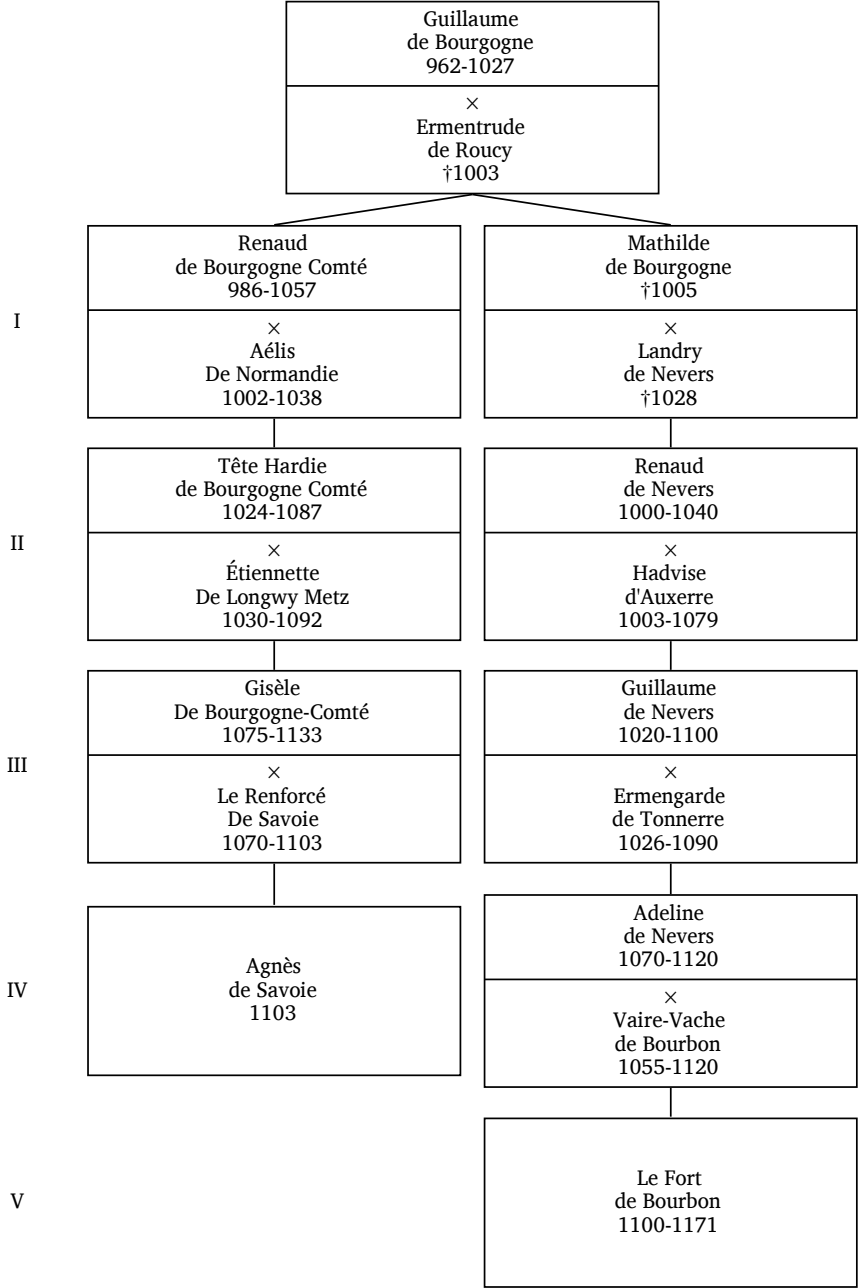 Guillaume
de Bourgogne
962-1027
×
Ermentrude
de Roucy
†1003
I
Renaud
de Bourgogne Comté
986-1057
×
Aélis
De Normandie
1002-1038
Mathilde
de Bourgogne
†1005
×
Landry
de Nevers
†1028
II
Tête Hardie
de Bourgogne Comté
1024-1087
×
Étiennette
De Longwy Metz
1030-1092
Renaud
de Nevers
1000-1040
×
Hadvise
d'Auxerre
1003-1079
III
Gisèle
De Bourgogne-Comté
1075-1133
×
Le Renforcé
De Savoie
1070-1103
Guillaume
de Nevers
1020-1100
×
Ermengarde
de Tonnerre
1026-1090
IV
Agnès
de Savoie
1103
Adeline
de Nevers
1070-1120
×
Vaire-Vache
de Bourbon
1055-1120
V
Le Fort
de Bourbon
1100-1171